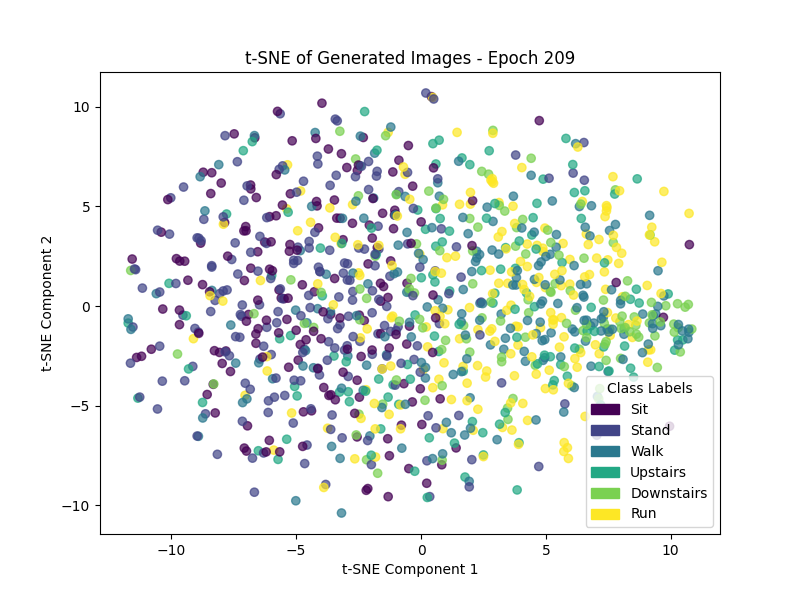 t-SNE of Generated Images - Epoch 209
10
5
0
−5
−10
t-SNE Component 2
Class Labels
Sit
Stand
Walk
Upstairs
Downstairs
Run
−10 −5 0 5 10
t-SNE Component 1